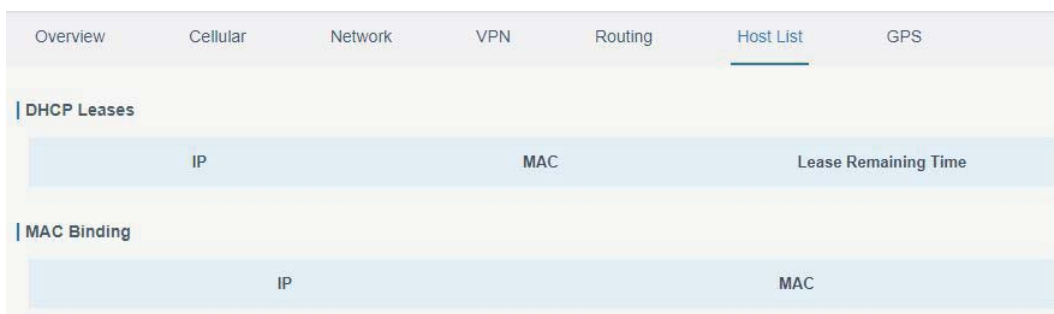 Overview Cellular Network VPN Routing Host List GPS
DHCP Leases
IP MAC Lease Remaining Time
MAC Binding
IP MAC